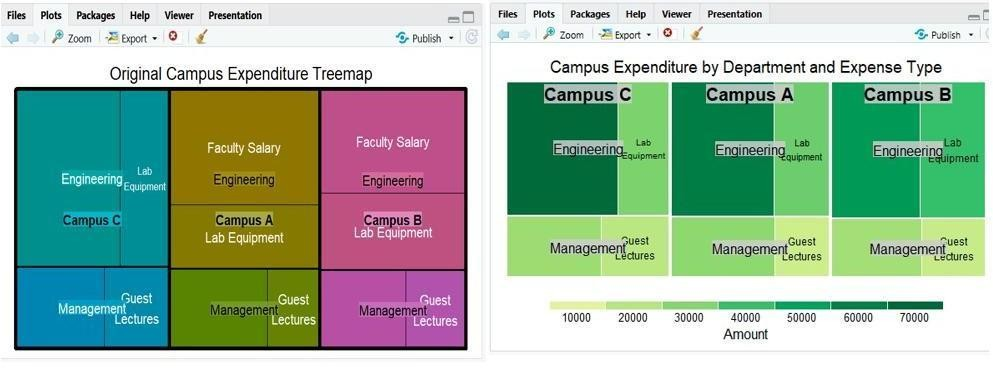 Files Plots Packages Help Viewer Presentation
Zoom Export Publish
Original Campus Expenditure Treemap
Faculty Salary
Faculty Salary
Engineering
Lab
Equipment
Engineering
Engineering
Campus C
Campus A
Campus B
Lab Equipment
Lab Equipment
Management
Guest
Lectures
Management
Guest
Lectures
Management
Guest
Lectures
Files Plots Packages Help Viewer Presentation
Zoom Export Publish
Campus Expenditure by Department and Expense Type
Campus C
Campus A
Campus B
Engineering
Lab
Equipment
Engineering
Lab
Equipment
Engineering
Lab
Equipment
Management
Guest
Lectures
Management
Guest
Lectures
Management
Guest
Lectures
10000 20000 30000 40000 50000 60000 70000
Amount